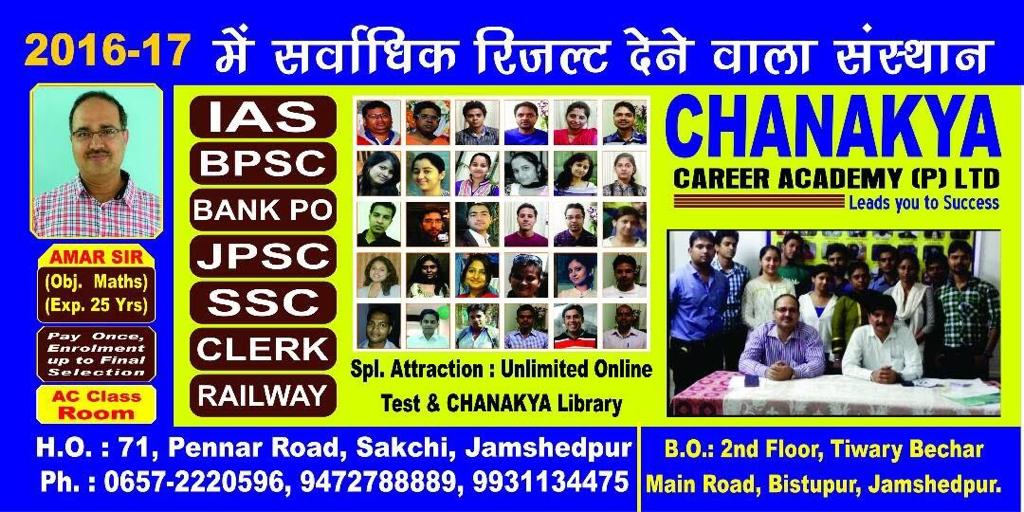 2016-17 में सर्वाधिक रिजल्ट देने वाला संस्थान
AMAR SIR
(Obj. Maths)
(Exp. 25 Yrs)
Pay Once,
Enrolment
up to Final
Selection
AC Class
Room
IAS
BPSC
BANK PO
JPSC
SSC
CLERK
RAILWAY
Spl. Attraction : Unlimited Online
Test & CHANAKYA Library
CHANAKYA
CAREER ACADEMY (P) LTD
Leads you to Success
H.O. : 71, Pennar Road, Sakchi, Jamshedpur
Ph. : 0657-2220596, 9472788889, 9931134475
B.O.: 2nd Floor, Tiwary Bechar
Main Road, Bistupur, Jamshedpur.